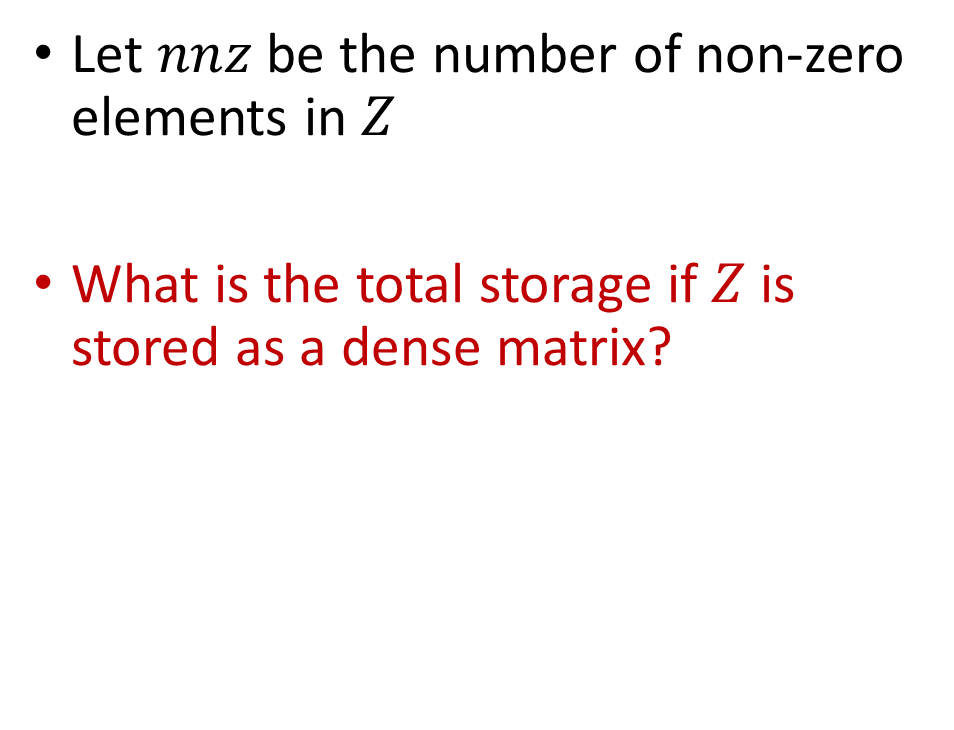 • Let 𝑛𝑛𝑧 be the number of non-zero
elements in 𝑍
• What is the total storage if 𝑍 is
stored as a dense matrix?